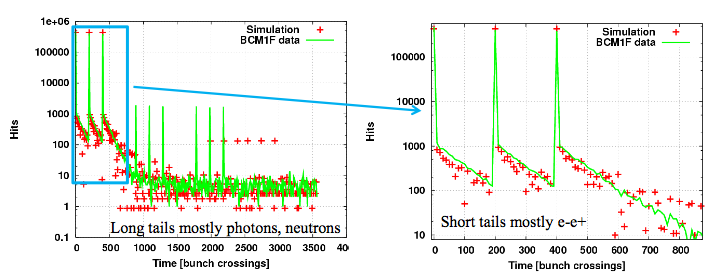 1e+06
100000
10000
1000
100
10
1
0.1
Hits
Simulation
BCM1F data
Long tails mostly photons, neutrons
0 500 1000 1500 2000 2500 3000 3500 40
Time [bunch crossings]
100000
10000
1000
100
10
Hits
Simulation
BCM1F data
Short tails mostly e-e+
0 100 200 300 400 500 600 700 800
Time [bunch crossings]